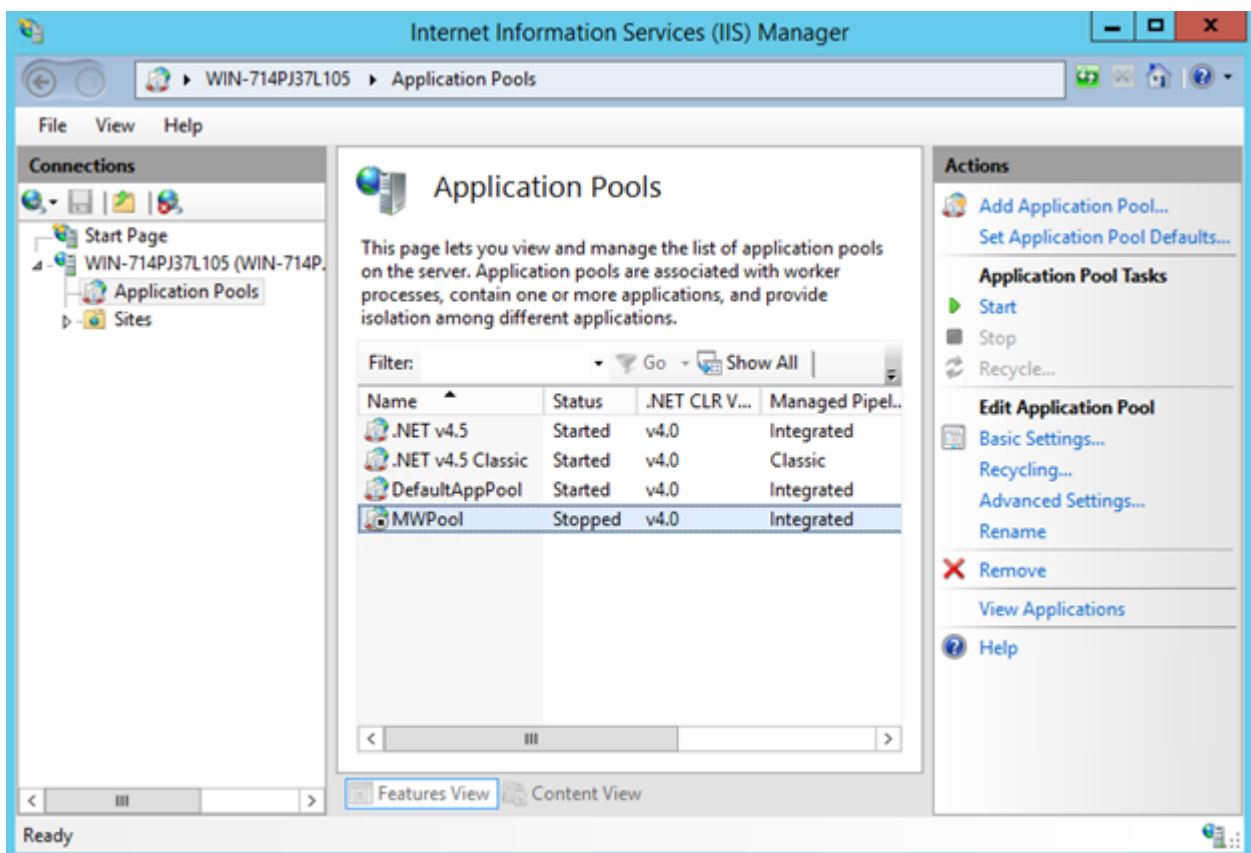 Internet Information Services (IIS) Manager
WIN-714PJ37L105 Application Pools
File View Help
Connections
Start Page
WIN-714PJ37L105 (WIN-714P.
Application Pools
Sites
Application Pools
This page lets you view and manage the list of application pools
on the server. Application pools are associated with worker
processes, contain one or more applications, and provide
isolation among different applications.
Filter: Go Show All
Name Status .NET CLR V... Managed Pipel..
.NET v4.5 Started v4.0 Integrated
.NET v4.5 Classic Started v4.0 Classic
DefaultAppPool Started v4.0 Integrated
MWPool Stopped v4.0 Integrated
Features View Content View
Actions
Add Application Pool...
Set Application Pool Defaults...
Application Pool Tasks
Start
Stop
Recycle...
Edit Application Pool
Basic Settings...
Recycling...
Advanced Settings...
Rename
Remove
View Applications
Help
Ready